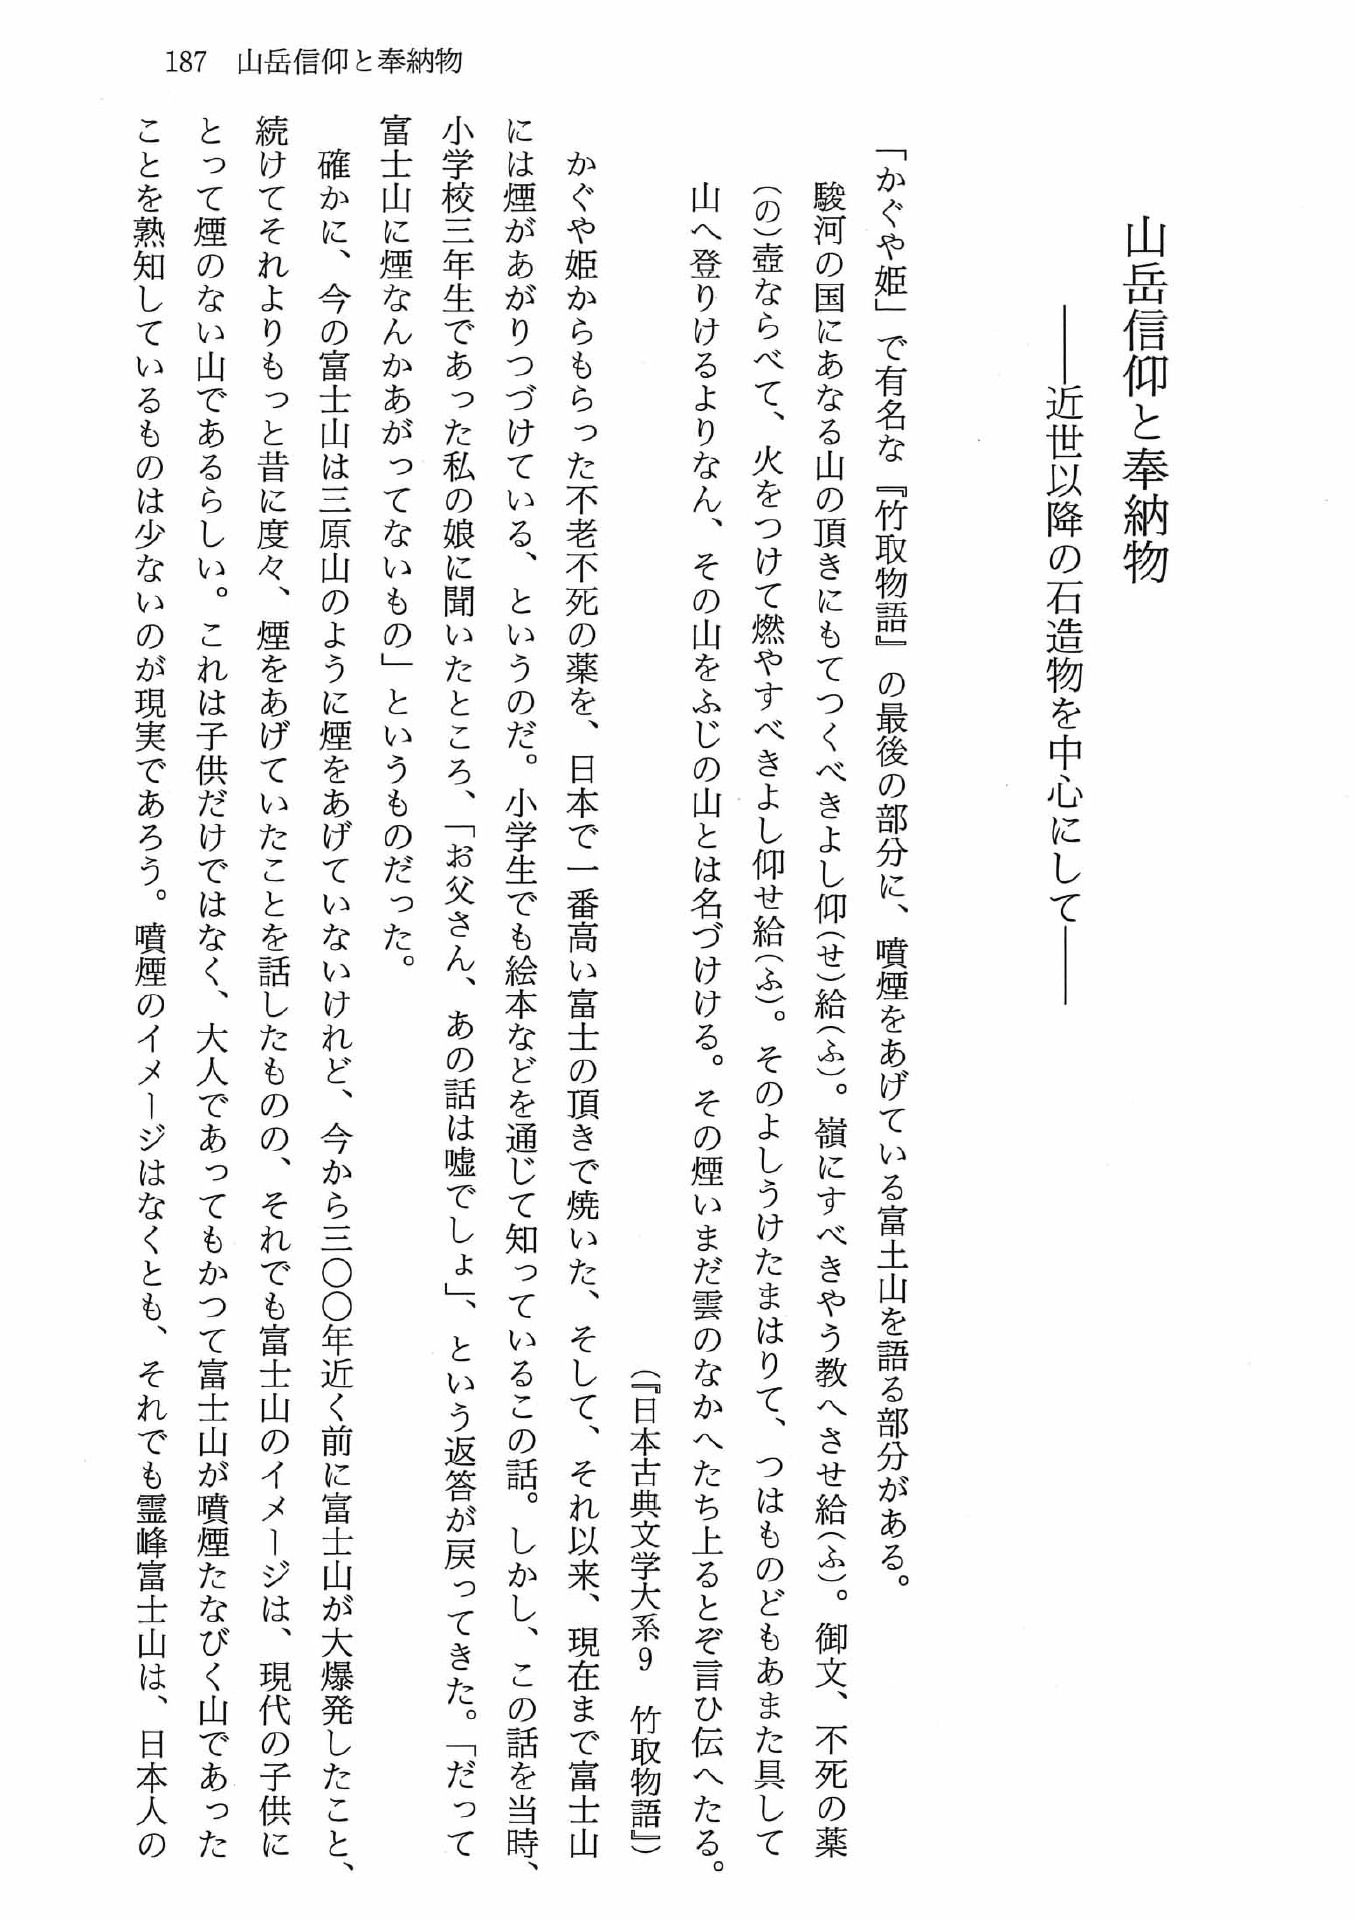 187　山岳信仰と奉納物
山岳信仰と奉納物
――近世以降の石造物を中心にして――
「かぐや姫」で有名な『竹取物語』の最後の部分に、噴煙をあげている富士山を語る部分がある。
駿河の国にあなる山の頂きにもてつくべきよし仰（せ）給（ふ）。嶺にすべきやう教へさせ給（ふ）。御文、不死の薬
（の）壺ならべて、火をつけて燃やすべきよし仰せ給（ふ）。そのよしうけたまはりて、つはものどもあまた具して
山へ登りけるよりなん、その山をふじの山とは名づけける。その煙いまだ雲のなかへたち上るとぞ言ひ伝へたる。
（『日本古典文学大系９　竹取物語』）
かぐや姫からもらった不老不死の薬を、日本で一番高い富士の頂きで焼いた、そして、それ以来、現在まで富士山
には煙があがりつづけている、というのだ。小学生でも絵本などを通じて知っているこの話。しかし、この話を当時、
小学校三年生であった私の娘に聞いたところ、「お父さん、あの話は嘘でしょ」、という返答が戻ってきた。「だって
富士山に煙なんかあがってないもの」というものだった。
確かに、今の富士山は三原山のように煙をあげていないけれど、今から三〇〇年近く前に富士山が大爆発したこと、
続けてそれよりもっと昔に度々、煙をあげていたことを話したものの、それでも富士山のイメージは、現代の子供に
とって煙のない山であるらしい。これは子供だけではなく、大人であってもかつて富士山が噴煙たなびく山であった
ことを熟知しているものは少ないのが現実であろう。噴煙のイメージはなくとも、それでも霊峰富士山は、日本人の